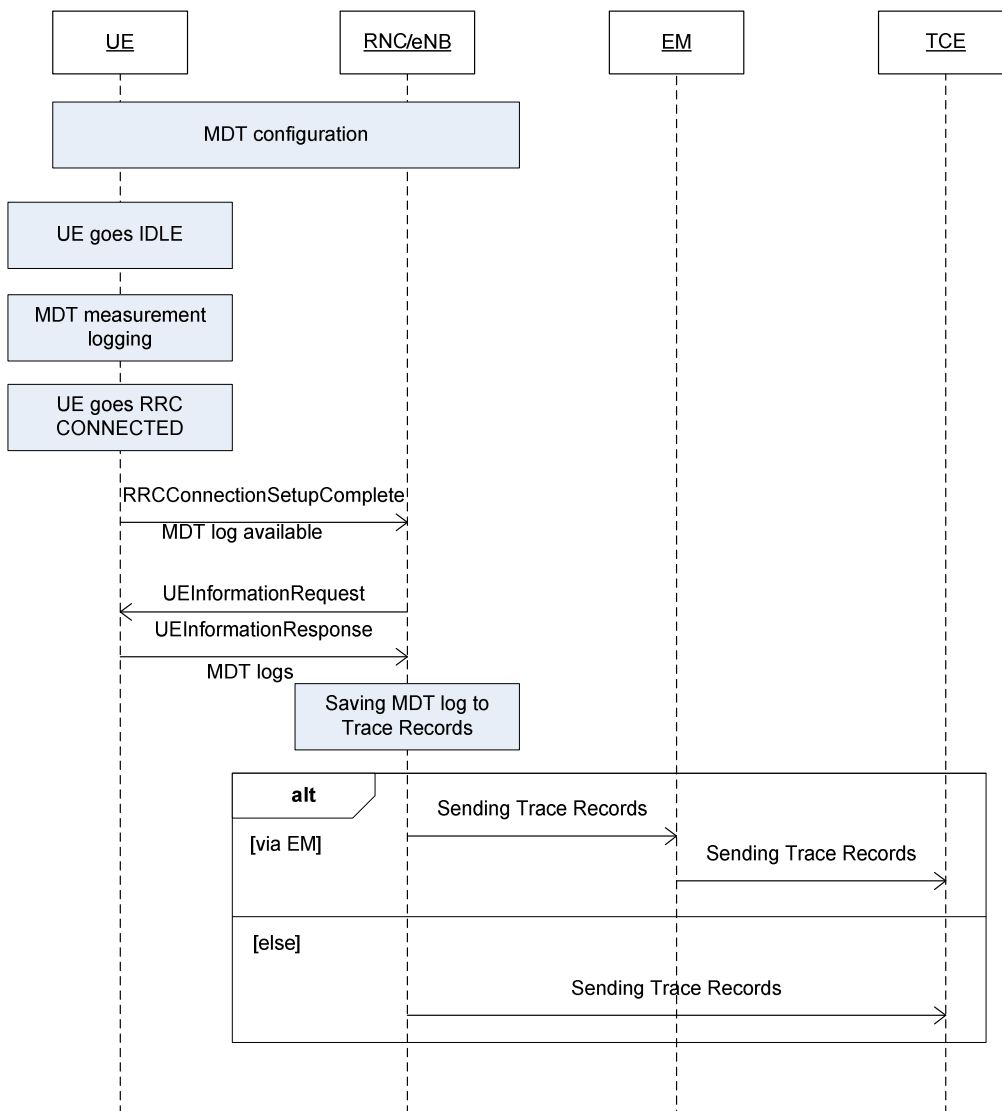 UE
RNC/eNB
EM
TCE
MDT configuration
UE goes IDLE
MDT measurement
logging
UE goes RRC
CONNECTED
RRCConnectionSetupComplete
MDT log available
UEInformationRequest
UEInformationResponse
MDT logs
Saving MDT log to
Trace Records
alt
Sending Trace Records
[via EM]
Sending Trace Records
[else]
Sending Trace Records